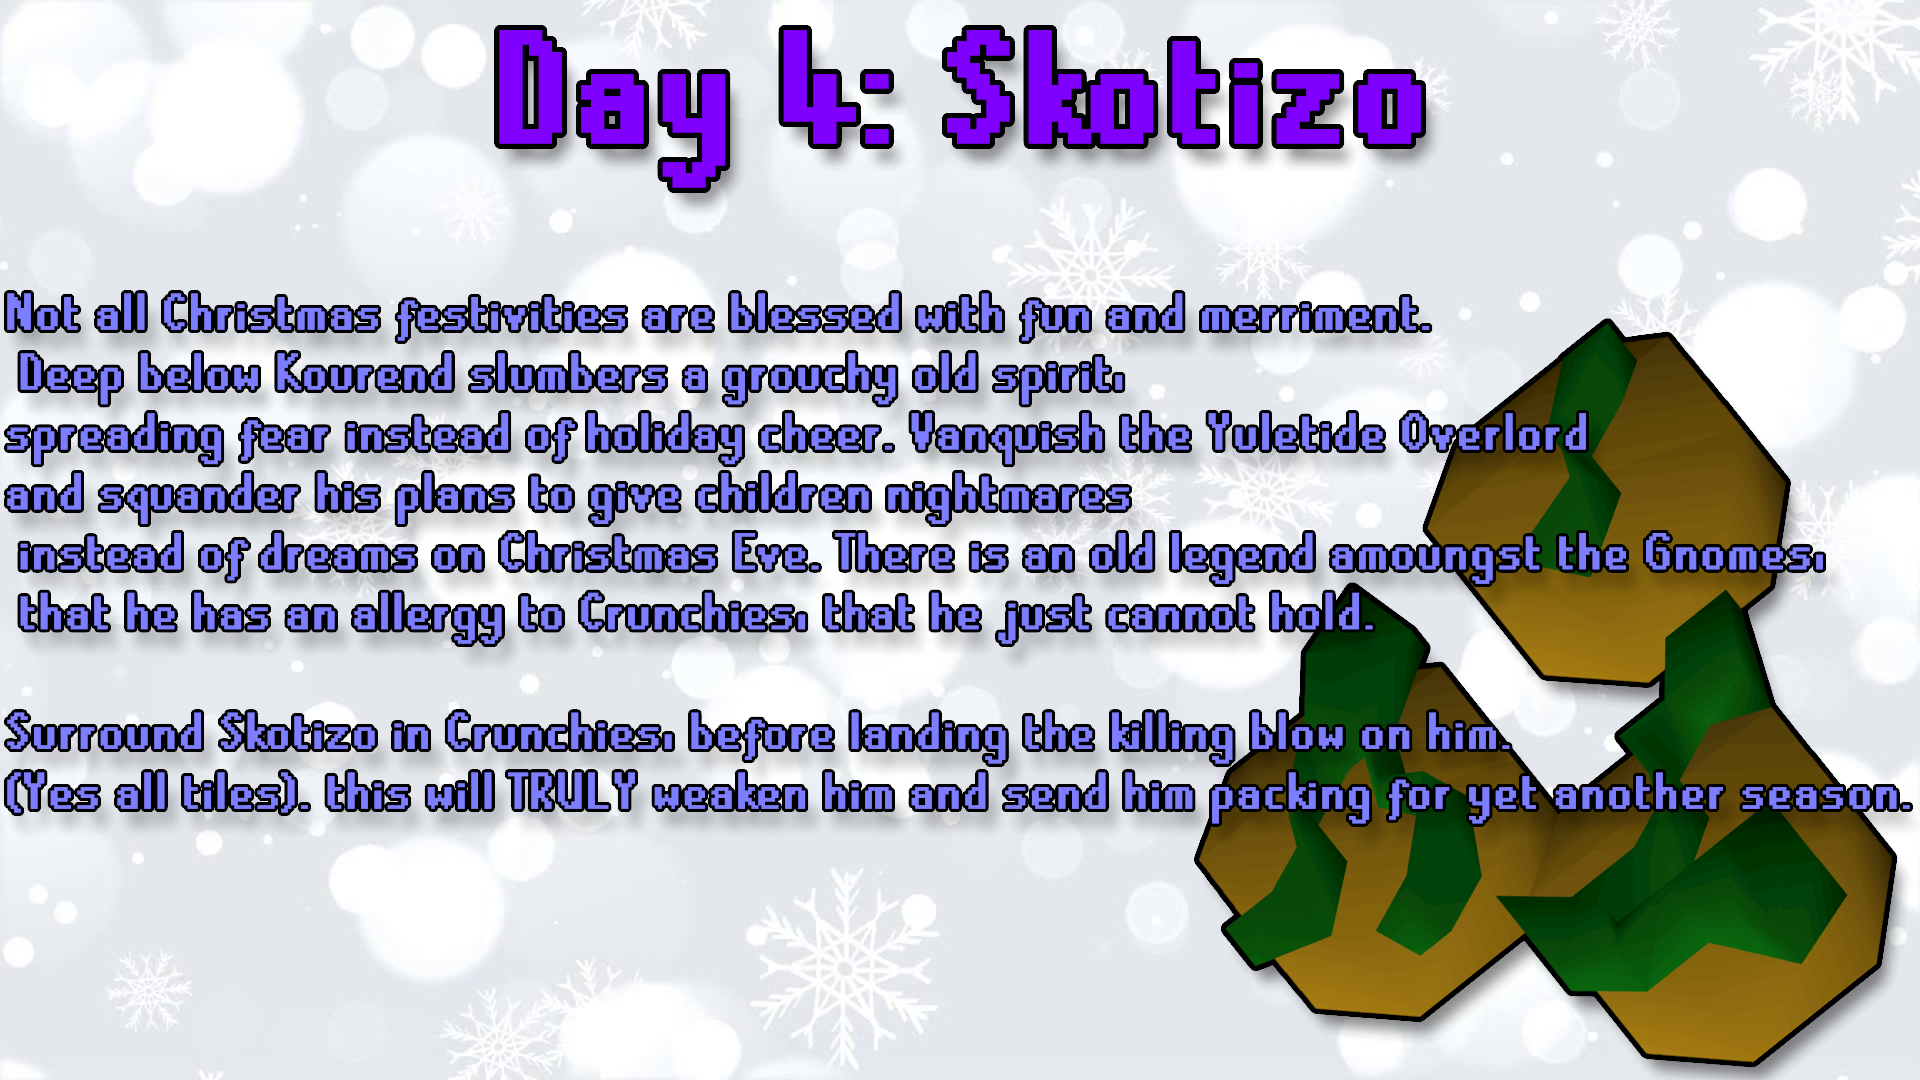 Day 4: Skotizo
Not all Christmas festivities are blessed with fun and merriment.
Deep below Kourend slumbers a grouchy old spirit,
spreading fear instead of holiday cheer. Vanquish the Yuletide Overlord
and squander his plans to give children nightmares
instead of dreams on Christmas Eve. There is an old legend amoungst the Gnomes,
that he has an allergy to Crunchies, that he just cannot hold.
Surround Skotizo in Crunchies, before landing the killing blow on him.
(Yes all tiles). this will TRULY weaken him and send him packing for yet another season.